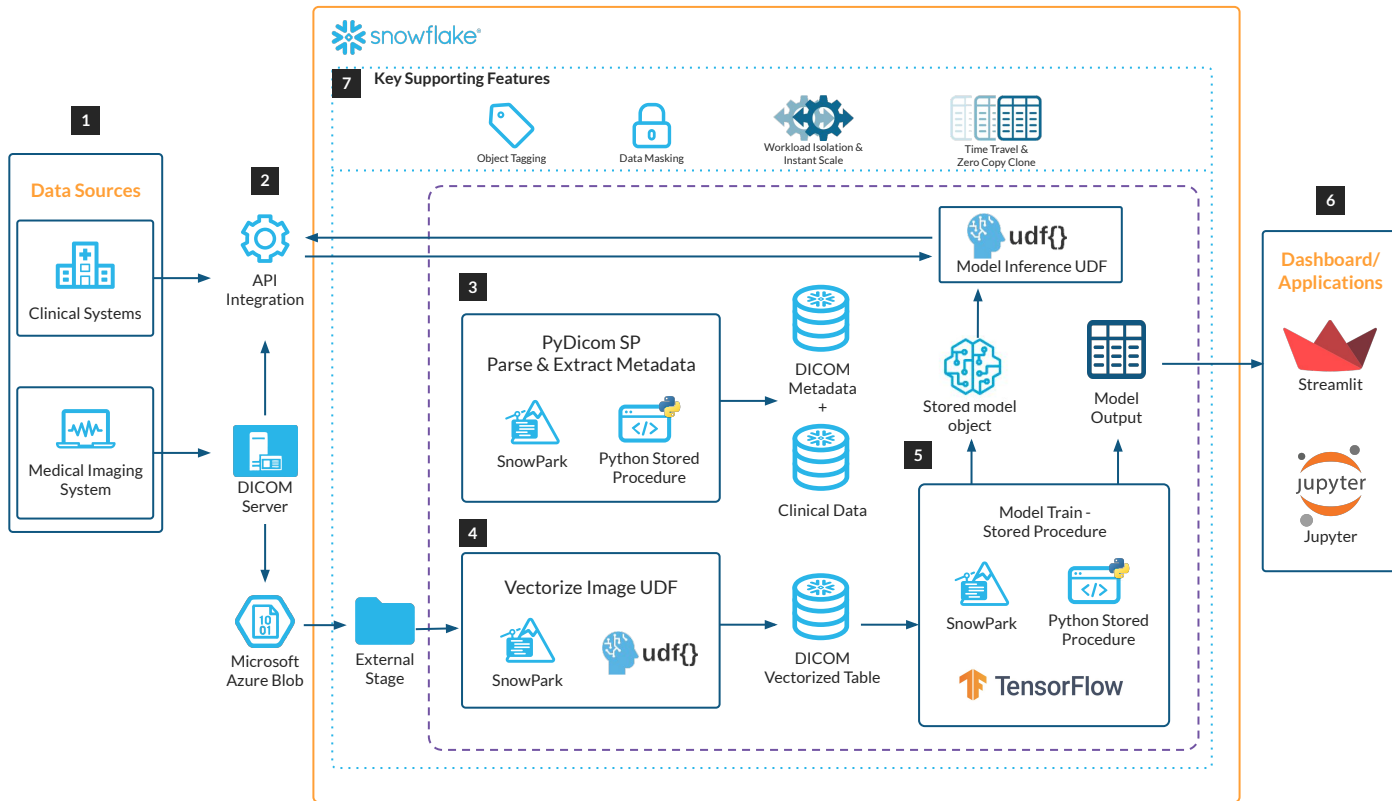 snowflake®
7
Key Supporting Features
Object Tagging
Data Masking
0
Workload Isolation &
Instant Scale
Time Travel &
Zero Copy Clone
1
Data Sources
Clinical Systems
Medical Imaging
System
2
API
Integration
DICOM
Server
10
01
Microsoft
Azure Blob
External
Stage
3
PyDicom SP
Parse & Extract Metadata
SnowPark
</>
Python Stored
Procedure
DICOM
Metadata
+
Clinical Data
4
Vectorize Image UDF
SnowPark
udf{}
DICOM
Vectorized Table
udf{}
Model Inference UDF
Stored model
object
Model
Output
5
Model Train -
Stored Procedure
SnowPark
</>
Python Stored
Procedure
TensorFlow
6
Dashboard/
Applications
Streamlit
jupyter
Jupyter